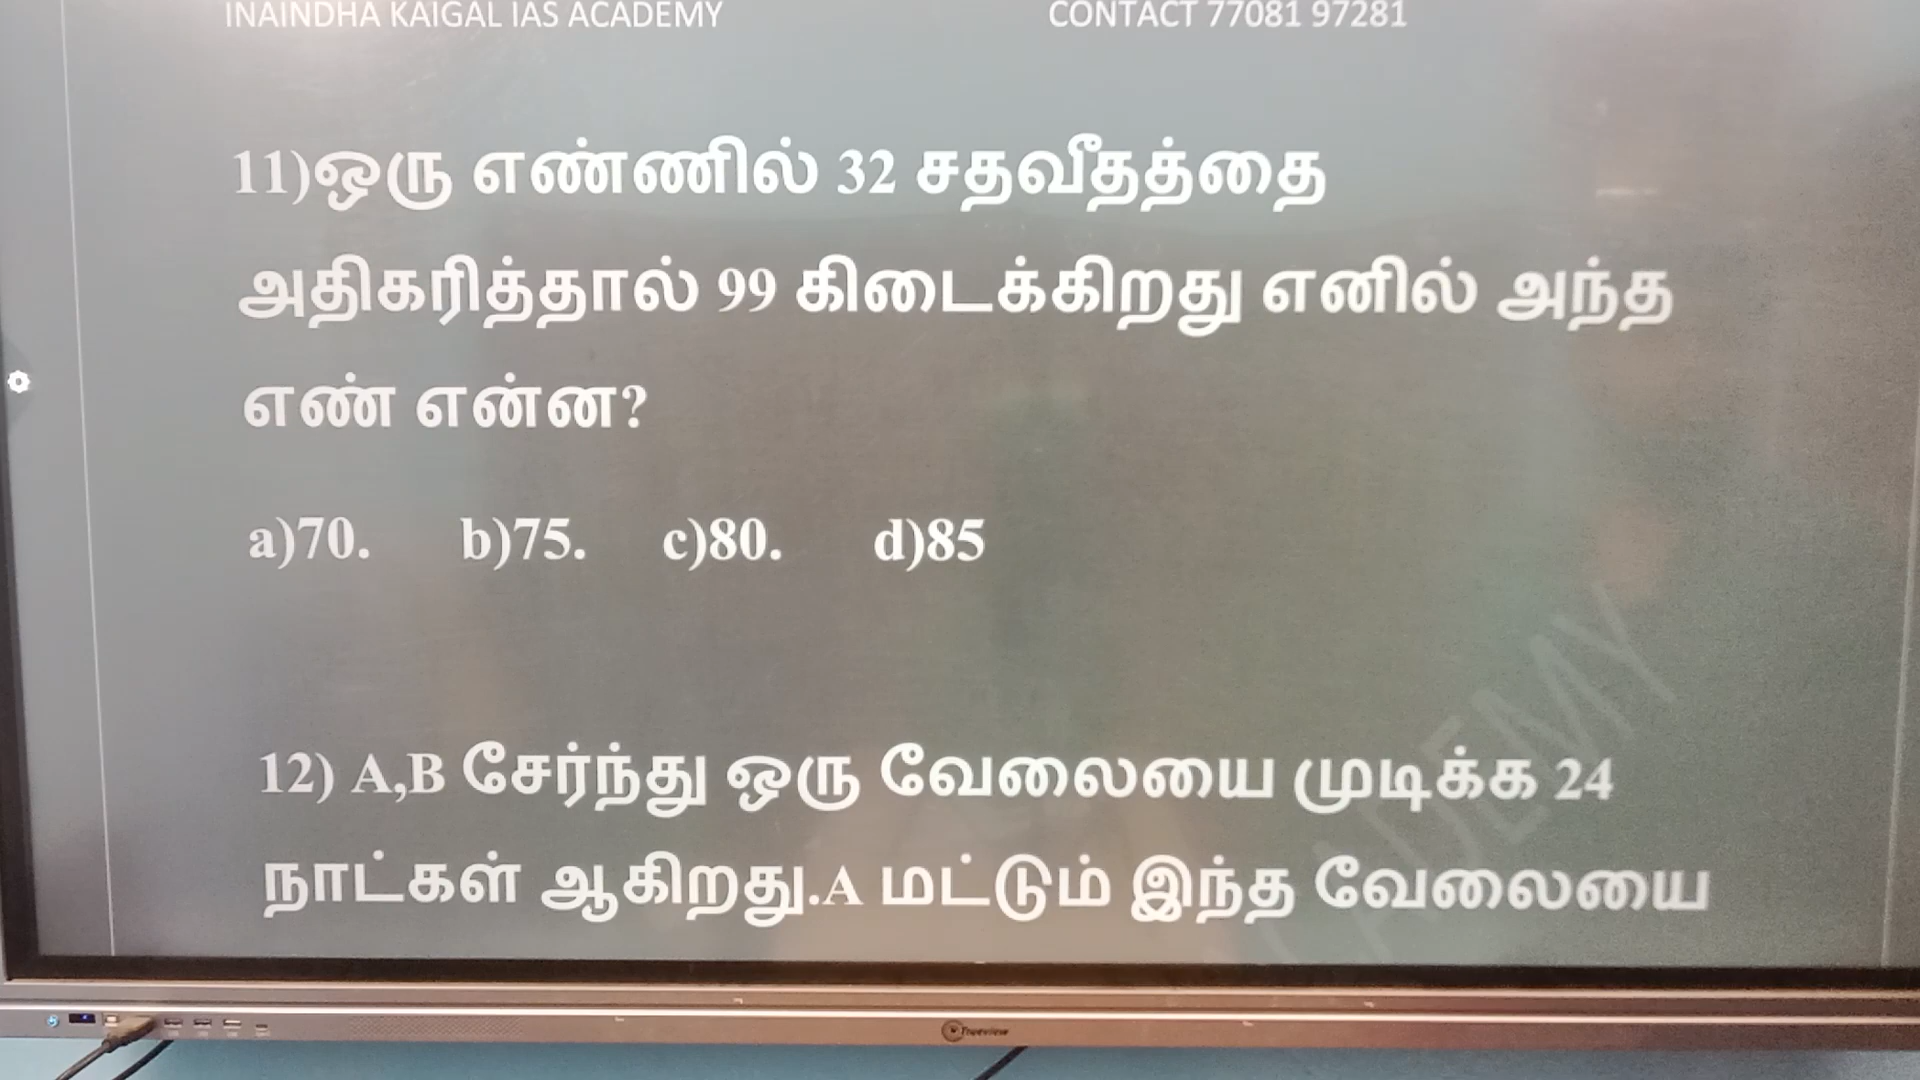 INAINDHA KAIGAL IAS ACADEMY CONTACT 77081 97281
11)ஒரு எண்ணில் 32 சதவீதத்தை
அதிகரித்தால் 99 கிடைக்கிறது எனில் அந்த
எண் என்ன?
a)70. b)75. c)80. d)85
12) A,B சேர்ந்து ஒரு வேலையை முடிக்க 24
நாட்கள் ஆகிறது.A மட்டும் இந்த வேலையை
Trueview